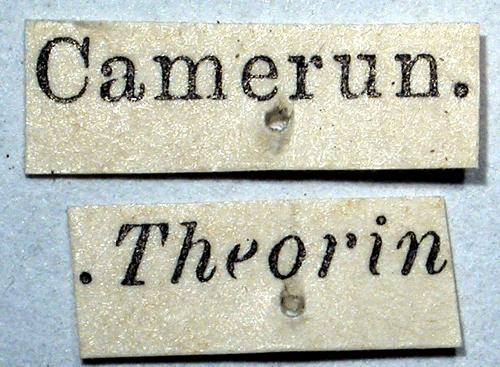 Camerun.
. Theorin